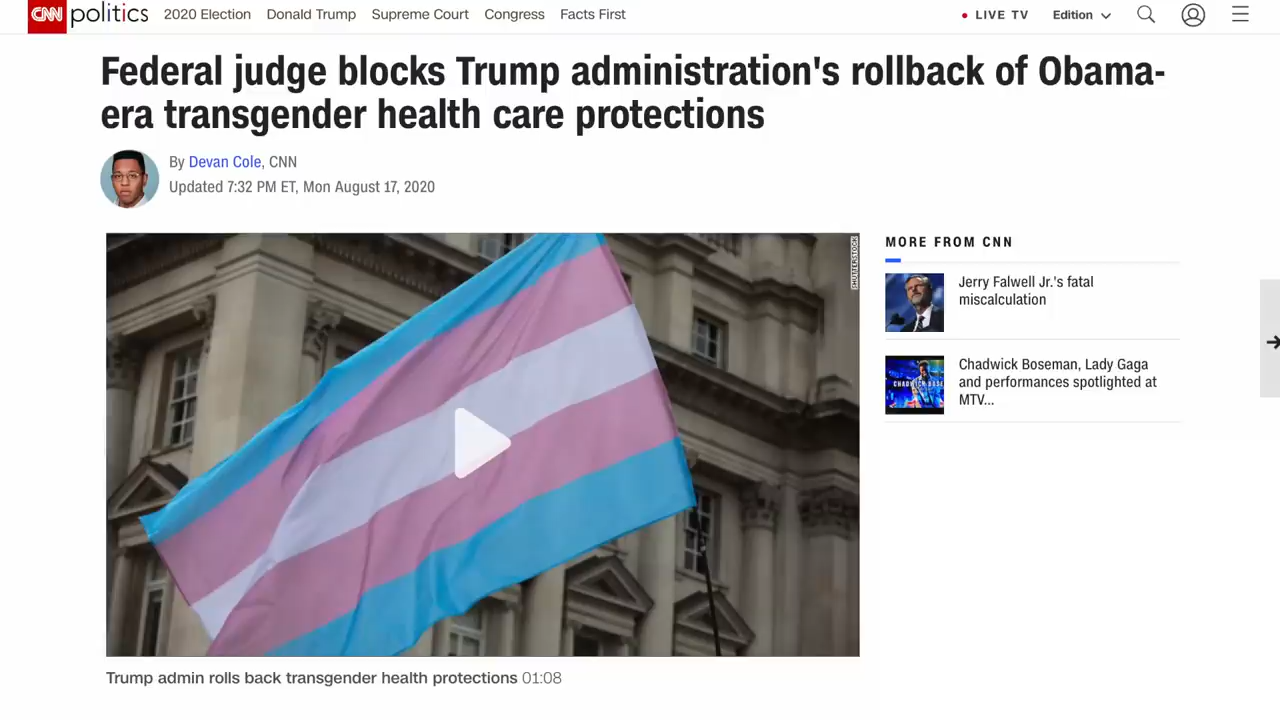 CNN politics 2020 Election Donald Trump Supreme Court Congress Facts First LIVE TV Edition
Federal judge blocks Trump administration's rollback of Obama-
era transgender health care protections
By Devan Cole, CNN
Updated 7:32 PM ET, Mon August 17, 2020
SHUTTERSTOCK
MORE FROM CNN
Jerry Falwell Jr.'s fatal
miscalculation
CHADWICK BOSE
Chadwick Boseman, Lady Gaga
and performances spotlighted at
MTV...
Trump admin rolls back transgender health protections 01:08